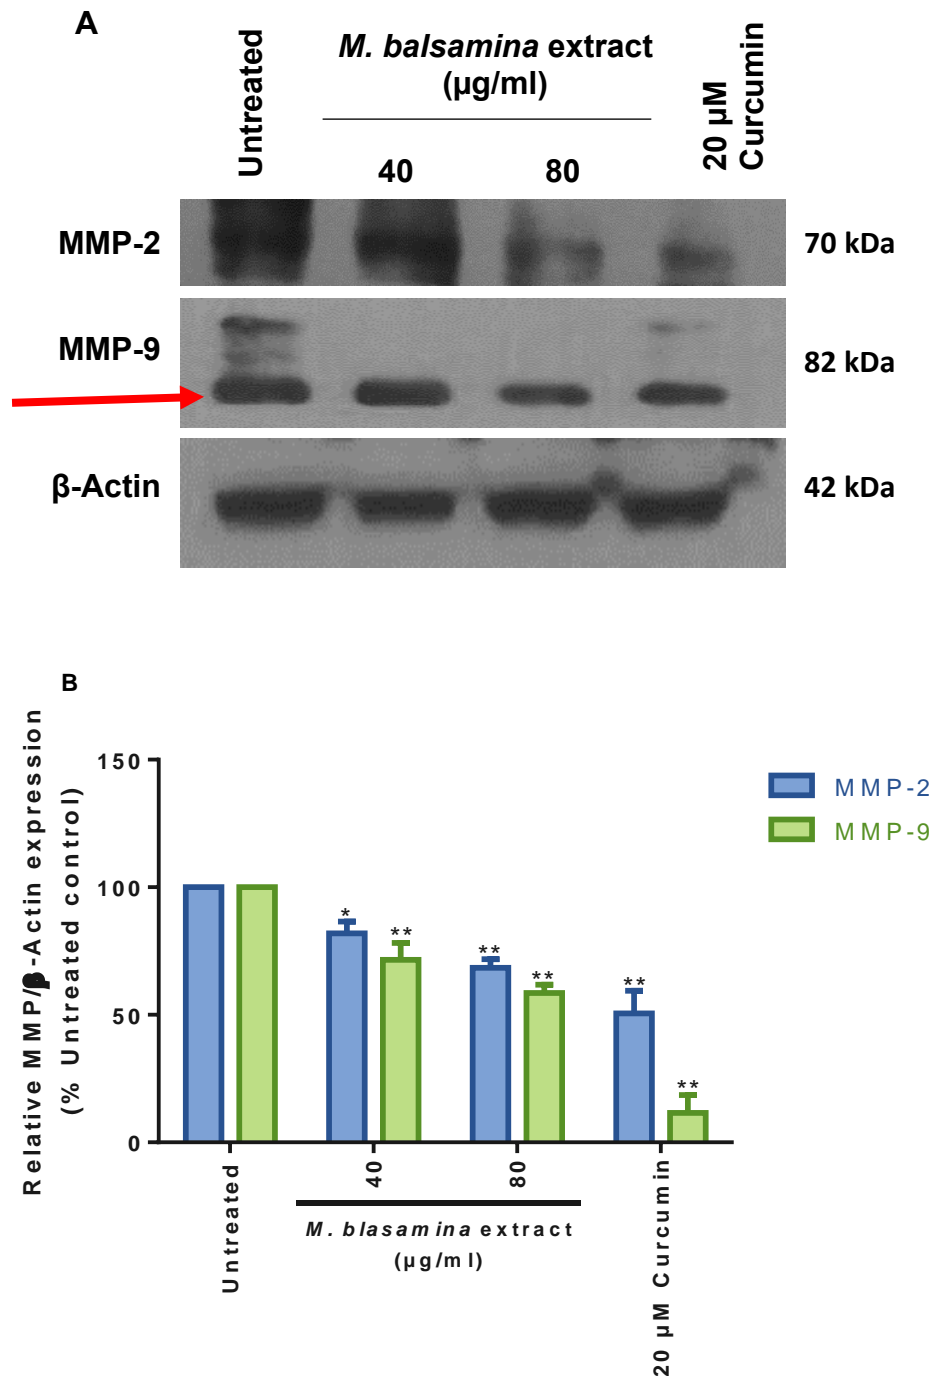 A
Untreated
M. balsamina extract
(µg/ml)
40
80
20 µM
Curcumin
MMP-2
70 kDa
MMP-9
82 kDa
β-Actin
42 kDa
B
Relative MMP/β-Actin expression
(% Untreated control)
150
100
50
0
MMP-2
MMP-9
*
**
**
**
**
**
Untreated
40
80
20 µM Curcumin
M. blasamina extract
(µg/ml)